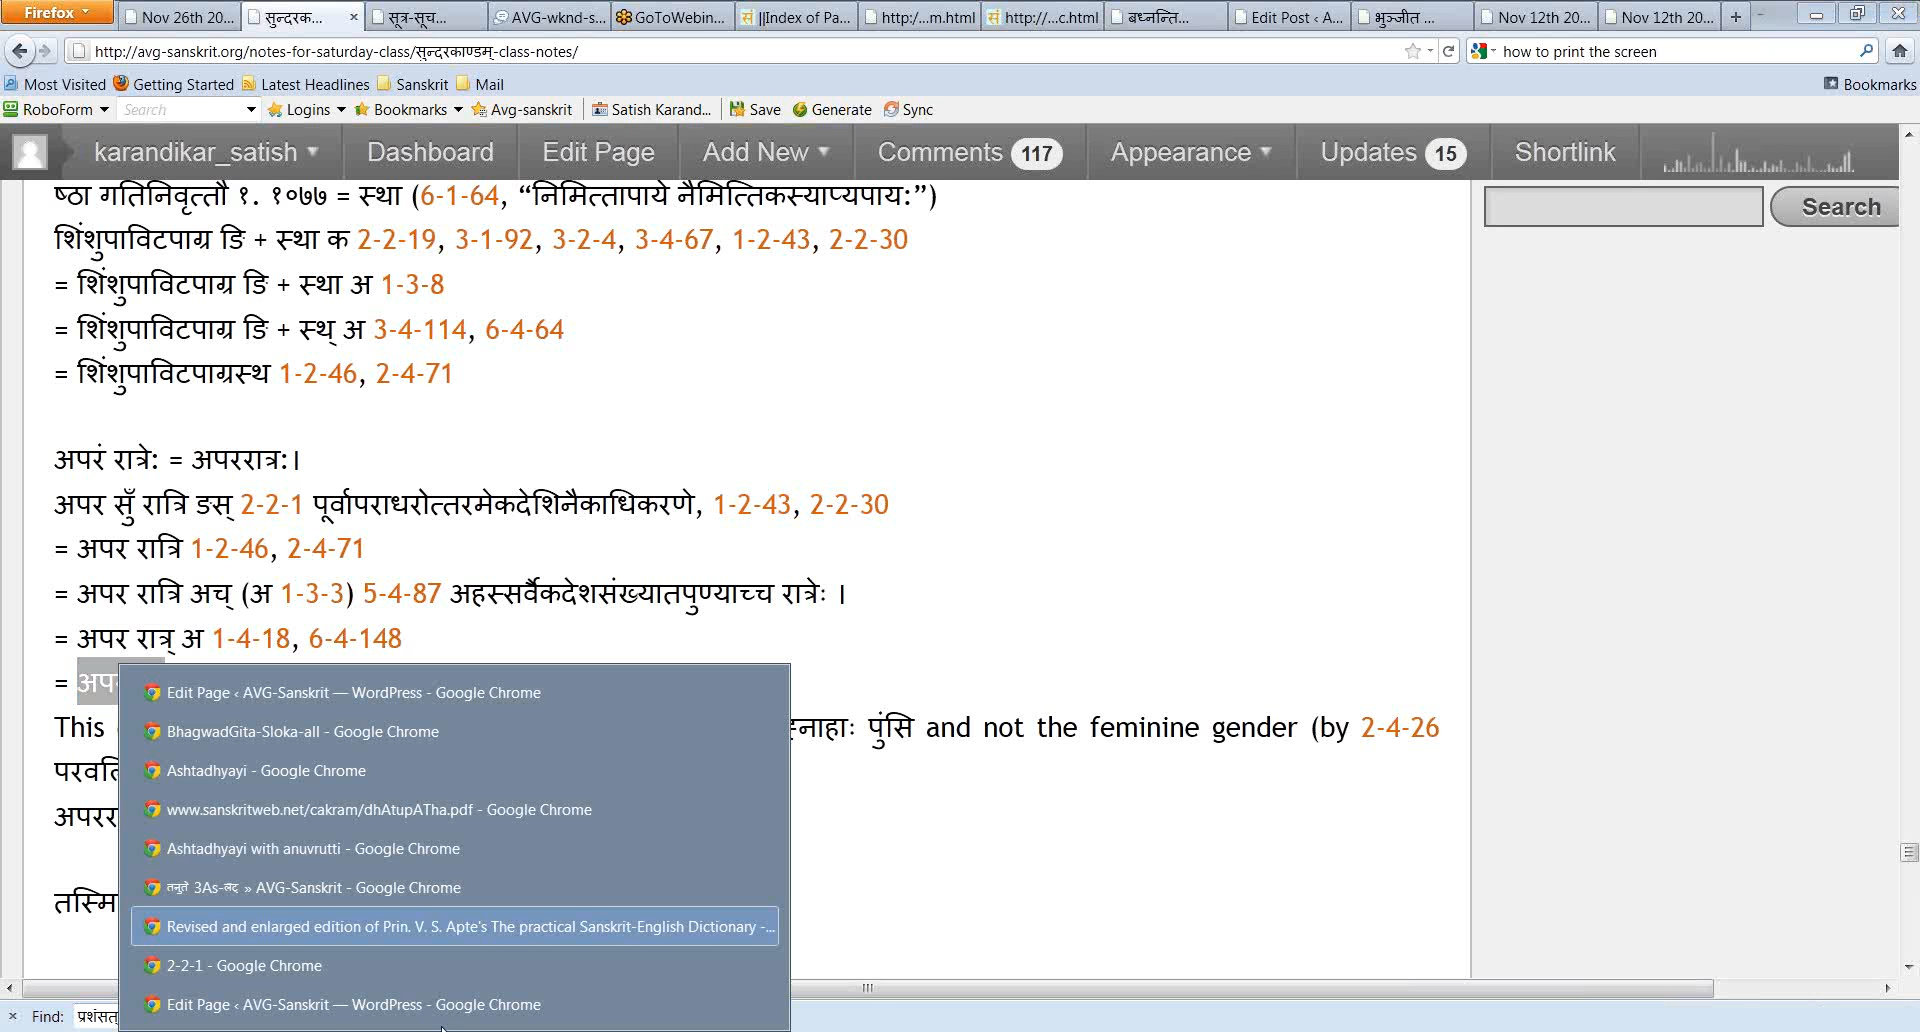 Firefox
Nov 26th 20...
सुन्दरक...
सूत्र-सूच...
AVG-wknd-s...
GoToWebin...
||Index of Pa...
http:/...m.html
http:/...c.html
बध्नन्ति...
Edit Post ‹ A...
भुञ्जीत ...
Nov 12th 20...
Nov 12th 20...
http://avg-sanskrit.org/notes-for-saturday-class/सुन्दरकाण्डम्-class-notes/
how to print the screen
Most Visited
Getting Started
Latest Headlines
Sanskrit
Mail
Bookmarks
RoboForm
Search
Logins
Bookmarks
Avg-sanskrit
Satish Karand...
Save
Generate
Sync
karandikar_satish
Dashboard
Edit Page
Add New
Comments 117
Appearance
Updates 15
Shortlink
Search
ष्ठा गतिनिवृत्तौ १. १०७७ = स्था (6-1-64, “निमित्तापाये नैमित्तिकस्याप्यपाय:”)
शिंशुपाविटपाग्र ङि + स्था क 2-2-19, 3-1-92, 3-2-4, 3-4-67, 1-2-43, 2-2-30
= शिंशुपाविटपाग्र ङि + स्था अ 1-3-8
= शिंशुपाविटपाग्र ङि + स्थ् अ 3-4-114, 6-4-64
= शिंशुपाविटपाग्रस्थ 1-2-46, 2-4-71
अपरं रात्रे: = अपररात्र:।
अपर सुँ रात्रि ङस् 2-2-1 पूर्वापराधरोत्तरमेकदेशिनैकाधिकरणे, 1-2-43, 2-2-30
= अपर रात्रि 1-2-46, 2-4-71
= अपर रात्रि अच् (अ 1-3-3) 5-4-87 अहस्सर्वैकदेशसंख्यातपुण्याच्च रात्रेः ।
= अपर रात्र् अ 1-4-18, 6-4-148
= अप
This
ह्नाहाः पुंसि and not the feminine gender (by 2-4-26
परवलि
अपरर
तस्मि
Edit Page ‹ AVG-Sanskrit — WordPress - Google Chrome
BhagwadGita-Sloka-all - Google Chrome
Ashtadhyayi - Google Chrome
www.sanskritweb.net/cakram/dhAtupATha.pdf - Google Chrome
Ashtadhyayi with anuvrutti - Google Chrome
तनुते 3As-लट् » AVG-Sanskrit - Google Chrome
Revised and enlarged edition of Prin. V. S. Apte's The practical Sanskrit-English Dictionary -...
2-2-1 - Google Chrome
Edit Page ‹ AVG-Sanskrit — WordPress - Google Chrome
Find: प्रशंसत्